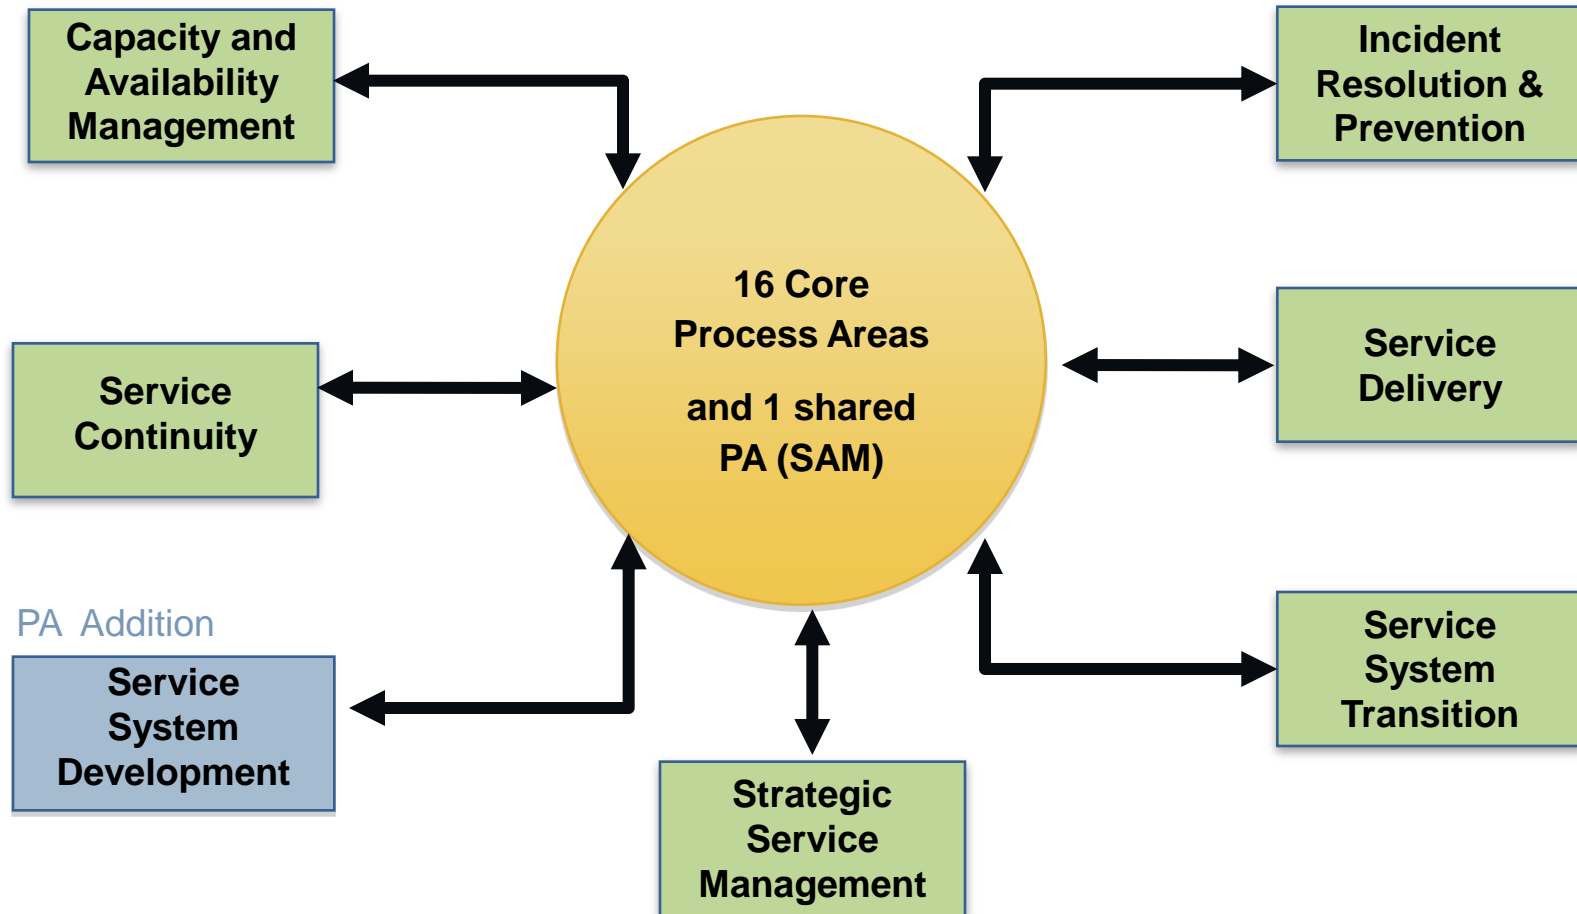 Capacity and
Availability
Management
Incident
Resolution &
Prevention
16 Core
Process Areas
and 1 shared
PA (SAM)
Service
Continuity
Service
Delivery
PA Addition
Service
System
Development
Strategic
Service
Management
Service
System
Transition